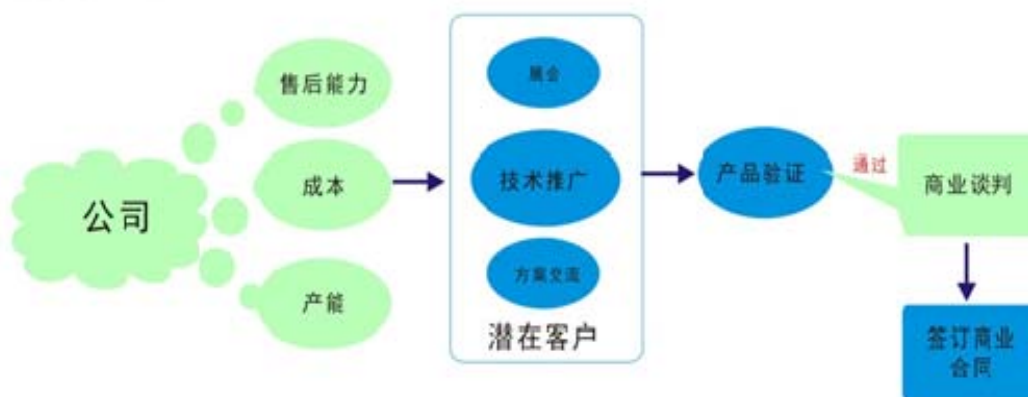 公司
售后能力
成本
产能
展会
技术推广
方案交流
潜在客户
产品验证
通过
商业谈判
签订商业
合同